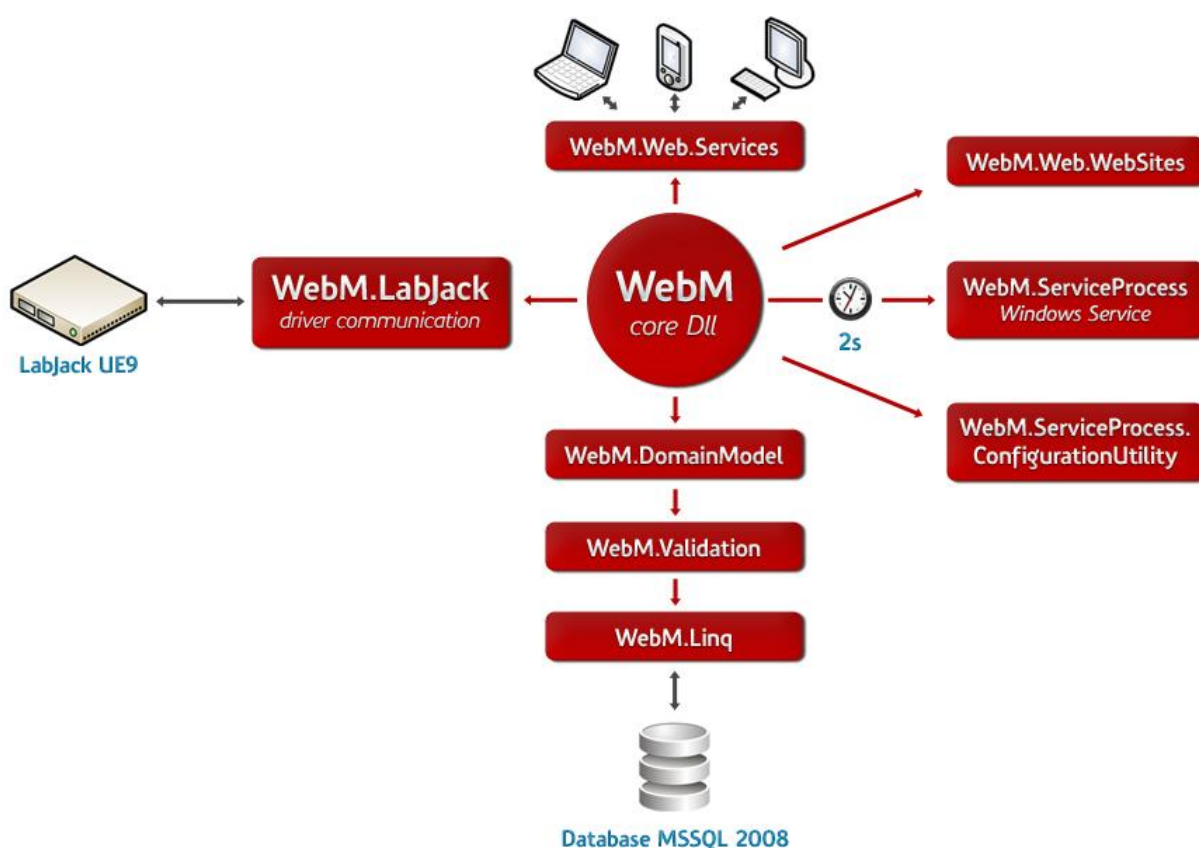 WebM.Web.Services
WebM.Web.WebSites
WebM.LabJack
driver communication
WebM
core Dll
WebM.ServiceProcess
Windows Service
2s
LabJack UE9
WebM.DomainModel
WebM.ServiceProcess.
ConfigurationUtility
WebM.Validation
WebM.Linq
Database MSSQL 2008